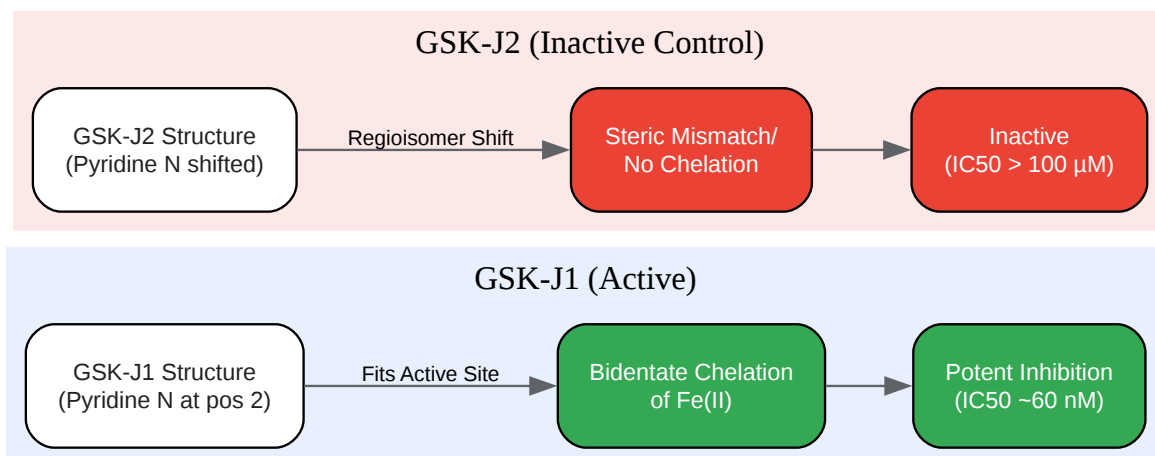 GSK-J2 (Inactive Control)
GSK-J2 Structure
(Pyridine N shifted)
Regioisomer Shift
Steric Mismatch/
No Chelation
Inactive
(IC50 > 100 µM)
GSK-J1 (Active)
GSK-J1 Structure
(Pyridine N at pos 2)
Fits Active Site
Bidentate Chelation
of Fe(II)
Potent Inhibition
(IC50 ~60 nM)